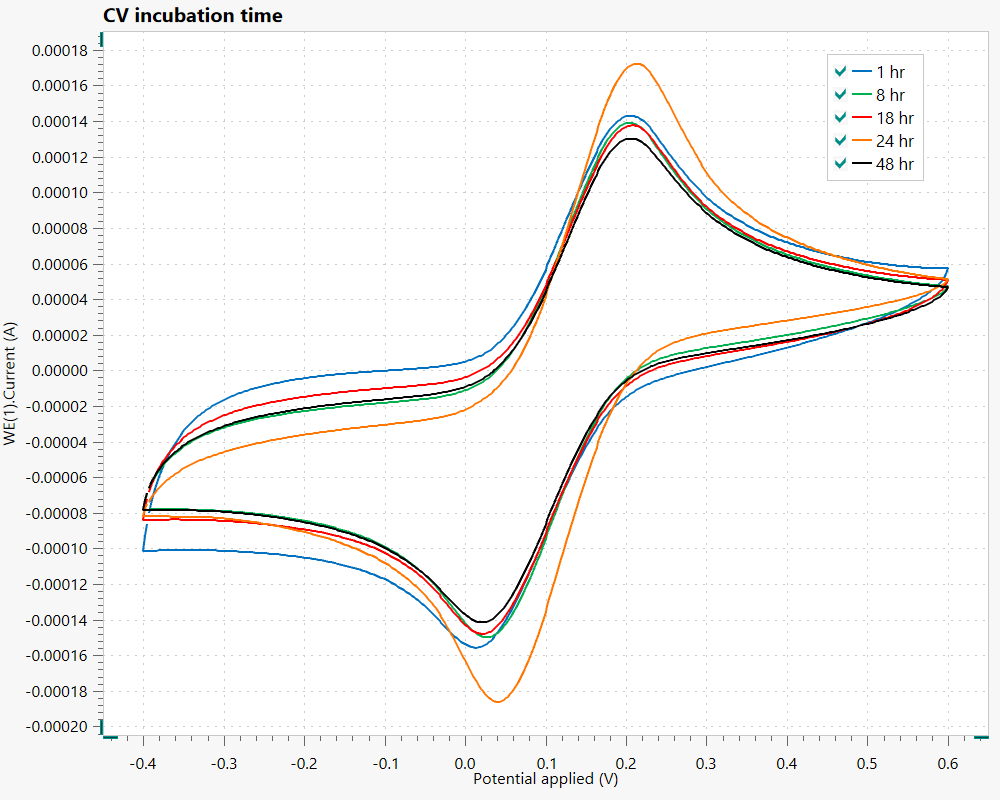 CV incubation time
0.00018
0.00016
0.00014
0.00012
0.00010
0.00008
0.00006
0.00004
0.00002
0.00000
-0.00002
-0.00004
-0.00006
-0.00008
-0.00010
-0.00012
-0.00014
-0.00016
-0.00018
-0.00020
WE(1).Current (A)
1 hr
8 hr
18 hr
24 hr
48 hr
-0.4 -0.3 -0.2 -0.1 0.0 0.1 0.2 0.3 0.4 0.5 0.6
Potential applied (V)